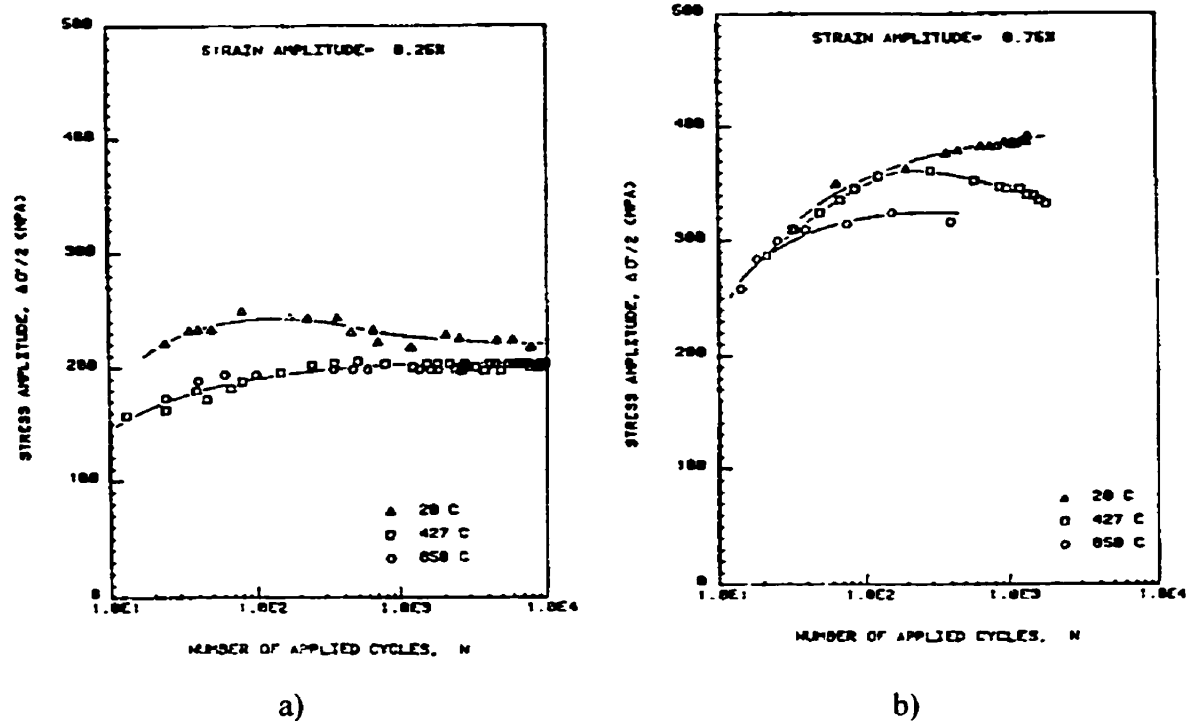 STRAIN AMPLITUDE= 0.25%
500
400
300
200
100
0
STRESS AMPLITUDE, Δσ/2 (MPA)
▲ 20 C
□ 427 C
○ 650 C
1.0E1 1.0E2 1.0E3 1.0E4
NUMBER OF APPLIED CYCLES, N
a)
STRAIN AMPLITUDE= 0.75%
500
400
300
200
100
0
STRESS AMPLITUDE, Δσ/2 (MPA)
▲ 20 C
□ 427 C
○ 650 C
1.0E1 1.0E2 1.0E3 1.0E4
NUMBER OF APPLIED CYCLES, N
b)